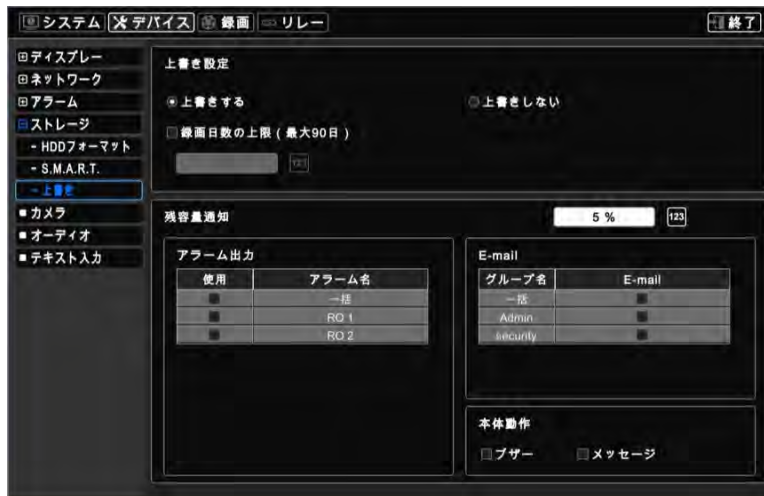 システム デバイス 録画 リレー 終了
ディスプレー
ネットワーク
アラーム
ストレージ
- HDDフォーマット
- S.M.A.R.T.
- 上書き
カメラ
オーディオ
テキスト入力
上書き設定
上書きする 上書きしない
録画日数の上限(最大90日)
123
残容量通知 5 % 123
アラーム出力
使用 アラーム名
一括
RO 1
RO 2
E-mail
グループ名 E-mail
一括
Admin
security
本体動作
ブザー メッセージ